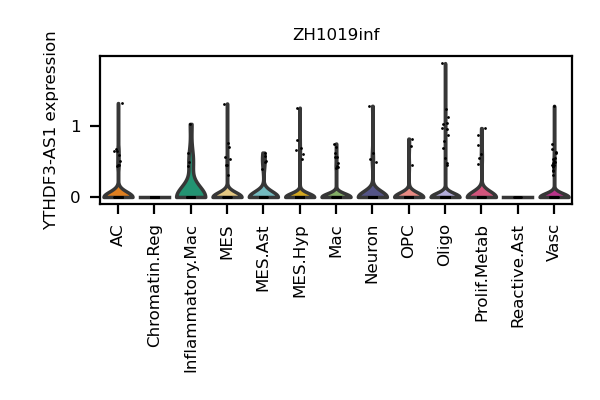 ZH1019inf
YTHDF3-AS1 expression
1
0
AC
Chromatin.Reg
Inflammatory.Mac
MES
MES.Ast
MES.Hyp
Mac
Neuron
OPC
Oligo
Prolif.Metab
Reactive.Ast
Vasc